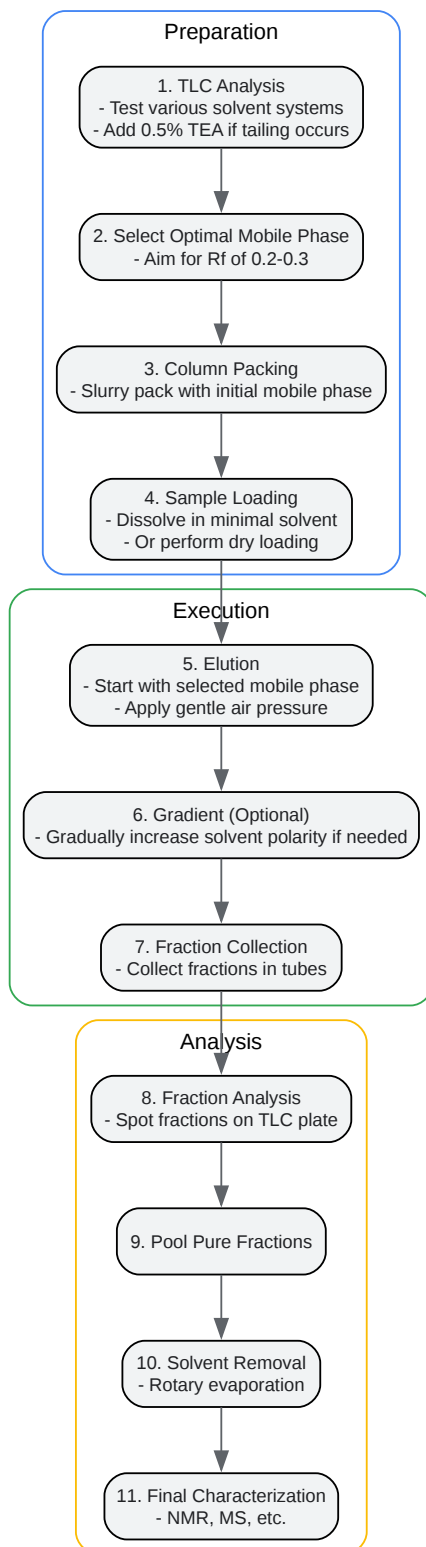 Preparation
1. TLC Analysis
- Test various solvent systems
- Add 0.5% TEA if tailing occurs
2. Select Optimal Mobile Phase
- Aim for Rf of 0.2-0.3
3. Column Packing
- Slurry pack with initial mobile phase
4. Sample Loading
- Dissolve in minimal solvent
- Or perform dry loading
Execution
5. Elution
- Start with selected mobile phase
- Apply gentle air pressure
6. Gradient (Optional)
- Gradually increase solvent polarity if needed
7. Fraction Collection
- Collect fractions in tubes
Analysis
8. Fraction Analysis
- Spot fractions on TLC plate
9. Pool Pure Fractions
10. Solvent Removal
- Rotary evaporation
11. Final Characterization
- NMR, MS, etc.